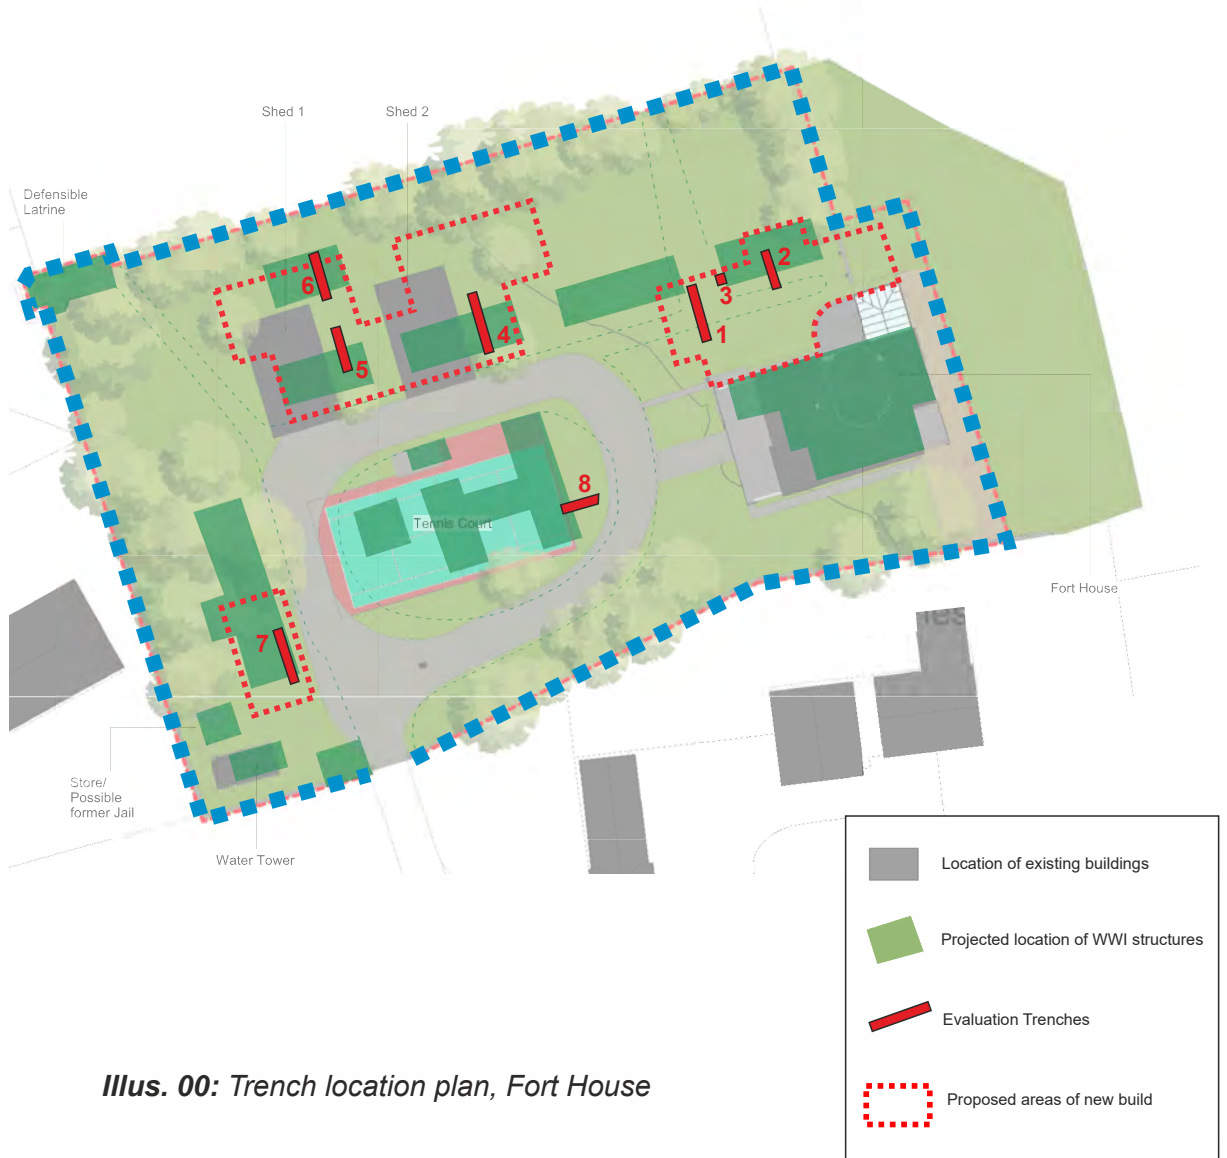 Shed 1
Shed 2
Defensible
Latrine
6
2
3
1
4
5
8
Tennis Court
Fort House
7
Store/
Possible
former Jail
Water Tower
Location of existing buildings
Projected location of WWI structures
Evaluation Trenches
Proposed areas of new build
Illus. 00: Trench location plan, Fort House